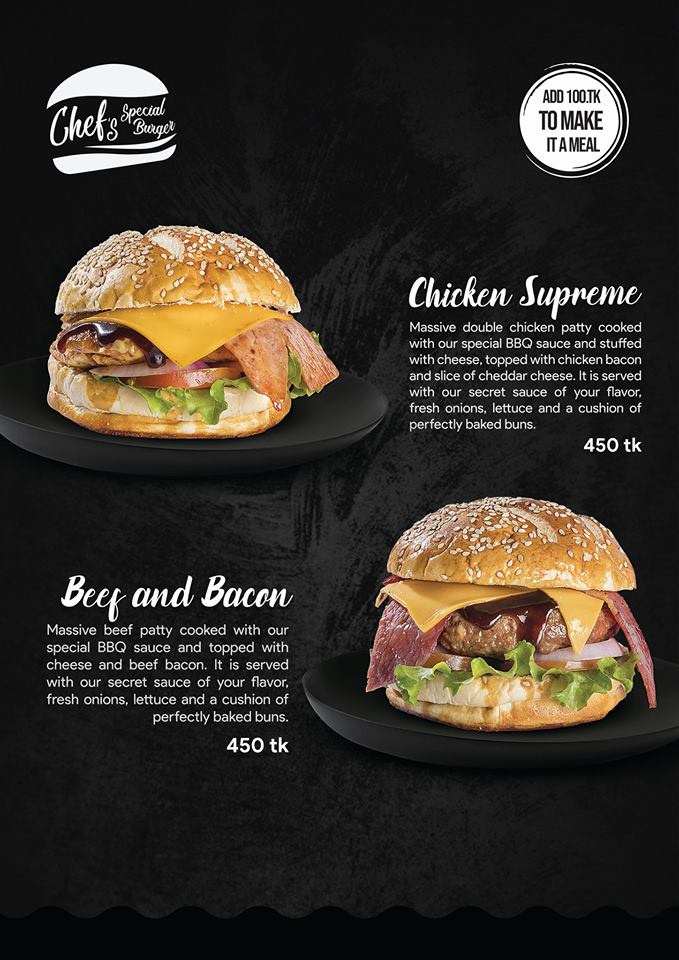 Chef's Special
Burger
ADD 100.TK
TO MAKE
IT A MEAL
Chicken Supreme
Massive double chicken patty cooked
with our special BBQ sauce and stuffed
with cheese, topped with chicken bacon
and slice of cheddar cheese. It is served
with our secret sauce of your flavor,
fresh onions, lettuce and a cushion of
perfectly baked buns.
450 tk
Beef and Bacon
Massive beef patty cooked with our
special BBQ sauce and topped with
cheese and beef bacon. It is served
with our secret sauce of your flavor,
fresh onions, lettuce and a cushion of
perfectly baked buns.
450 tk